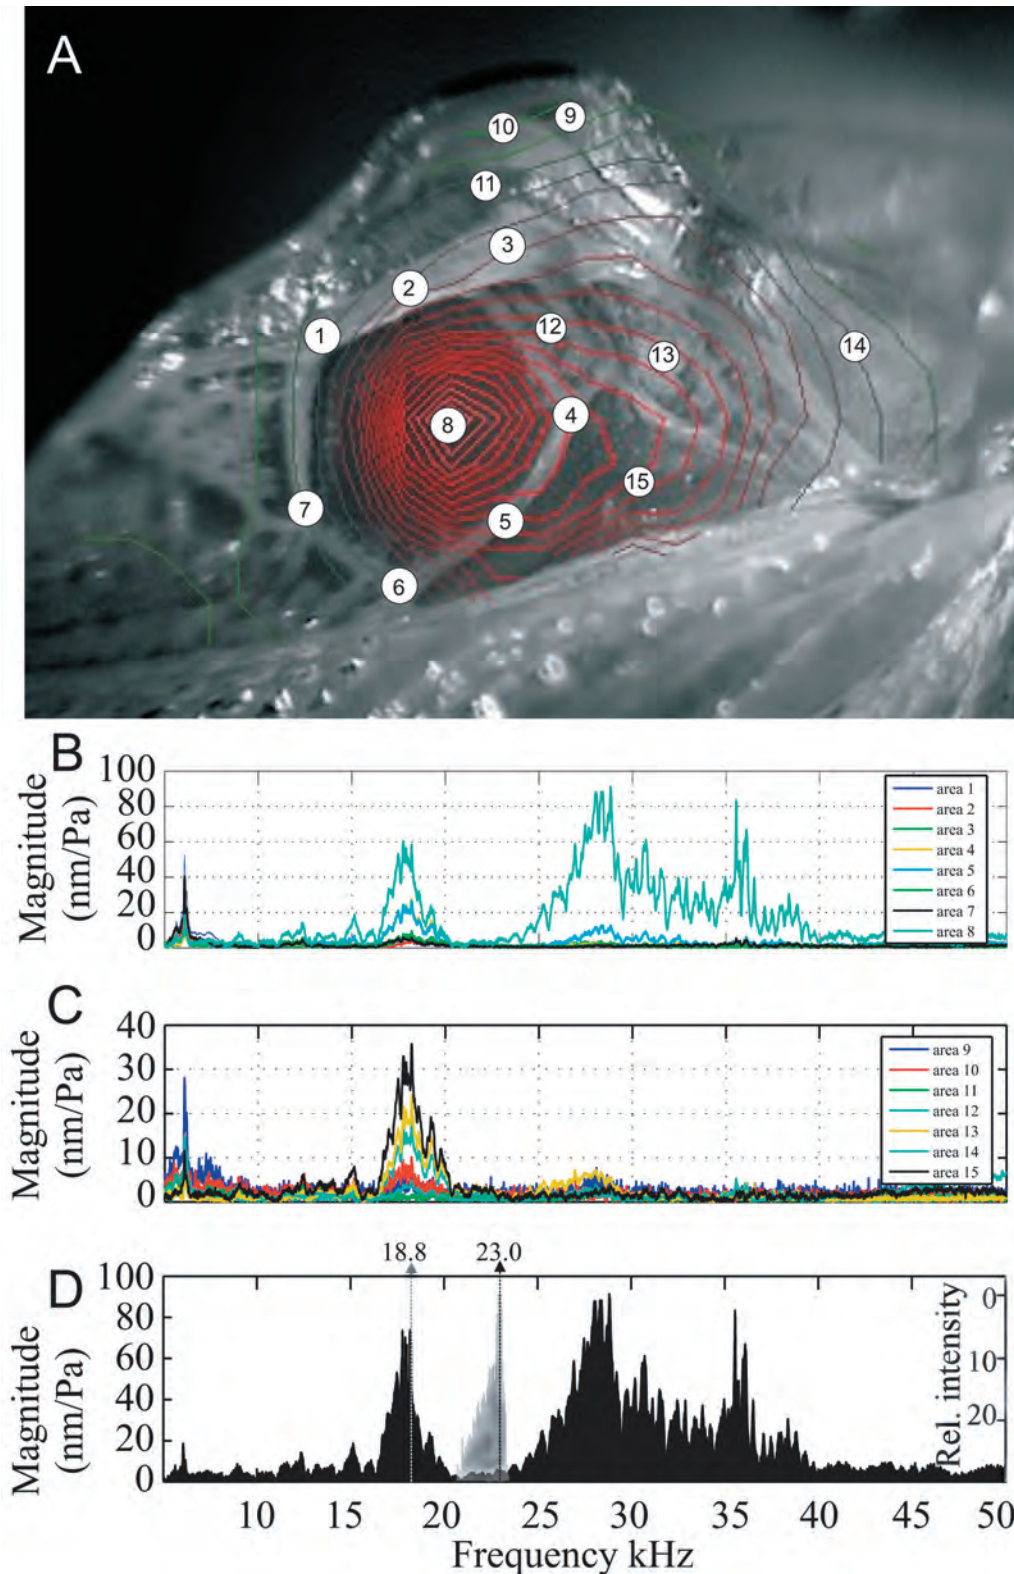 A
10
9
11
3
2
1
12
13
14
4
8
15
7
5
6
B
Magnitude
(nm/Pa)
100
80
60
40
20
0
area 1
area 2
area 3
area 4
area 5
area 6
area 7
area 8
C
Magnitude
(nm/Pa)
40
30
20
10
0
area 9
area 10
area 11
area 12
area 13
area 14
area 15
18.8
23.0
D
Magnitude
(nm/Pa)
100
80
60
40
20
0
0
10
20
Rel. intensity
10 15 20 25 30 35 40 45 50
Frequency kHz